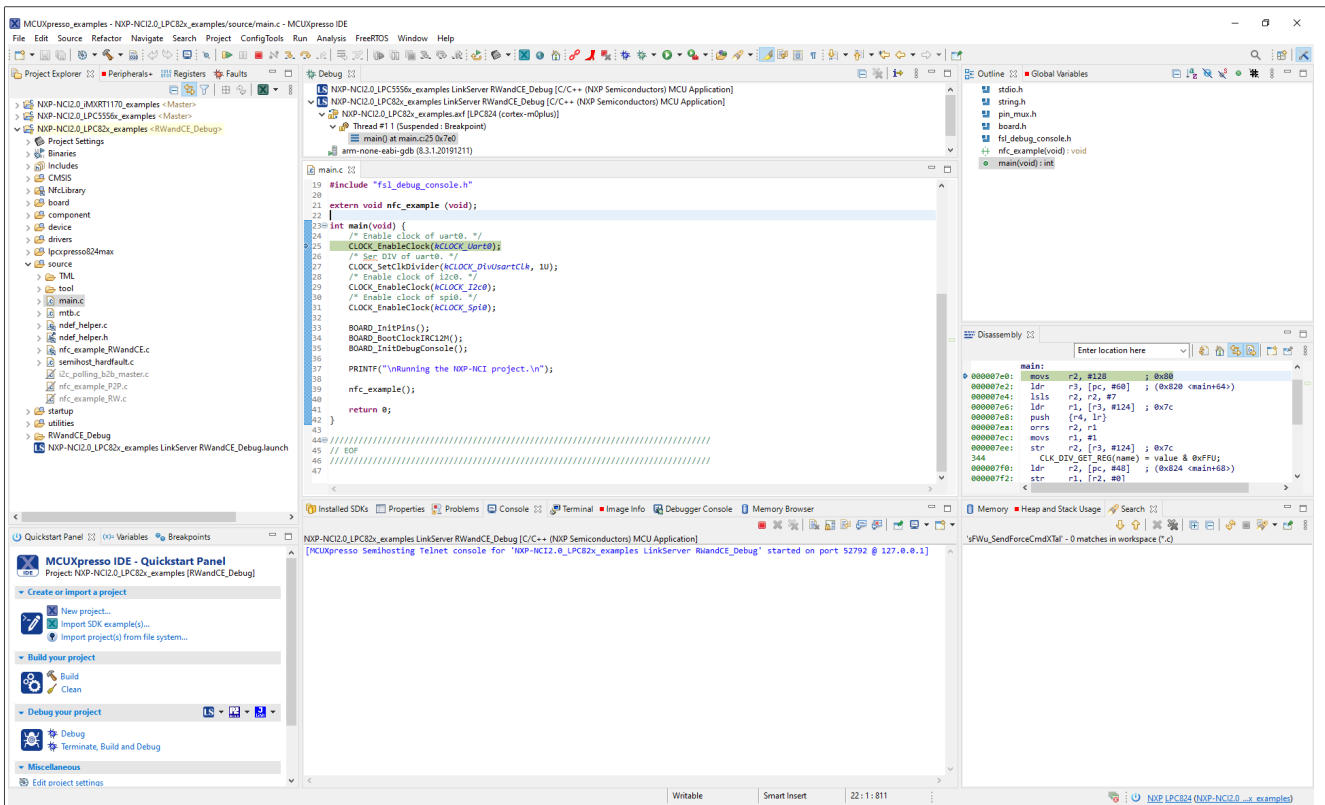 MCUXpresso_examples - NXP-NCI2.0_LPC82x_examples/source/main.c - MCUXpresso IDE
File Edit Source Refactor Navigate Search Project ConfigTools Run Analysis FreeRTOS Window Help
Project Explorer Peripherals+ Registers Faults
NXP-NCI2.0_iMXRT1170_examples <Master>
NXP-NCI2.0_LPC55S6x_examples <Master>
NXP-NCI2.0_LPC82x_examples <RWandCE_Debug>
Project Settings
Binaries
Includes
CMSIS
NfcLibrary
board
component
device
drivers
lpcxpresso824max
source
TML
tool
main.c
mtb.c
ndef_helper.c
ndef_helper.h
nfc_example_RWandCE.c
semihost_hardfault.c
i2c_polling_b2b_master.c
nfc_example_P2P.c
nfc_example_RW.c
startup
utilities
RWandCE_Debug
NXP-NCI2.0_LPC82x_examples LinkServer RWandCE_Debug.launch
Debug
NXP-NCI2.0_LPC55S6x_examples LinkServer RWandCE_Debug [C/C++ (NXP Semiconductors) MCU Application]
NXP-NCI2.0_LPC82x_examples LinkServer RWandCE_Debug [C/C++ (NXP Semiconductors) MCU Application]
NXP-NCI2.0_LPC82x_examples.axf [LPC824 (cortex-m0plus)]
Thread #1 1 (Suspended : Breakpoint)
main() at main.c:25 0x7e0
arm-none-eabi-gdb (8.3.1.20191211)
main.c
19 #include "fsl_debug_console.h"
20
21 extern void nfc_example (void);
22
23 int main(void) {
24 /* Enable clock of uart0. */
25 CLOCK_EnableClock(kCLOCK_Uart0);
26 /* Ser DIV of uart0. */
27 CLOCK_SetClkDivider(kCLOCK_DivUsartClk, 1U);
28 /* Enable clock of i2c0. */
29 CLOCK_EnableClock(kCLOCK_I2c0);
30 /* Enable clock of spi0. */
31 CLOCK_EnableClock(kCLOCK_Spi0);
32
33 BOARD_InitPins();
34 BOARD_BootClockIRC12M();
35 BOARD_InitDebugConsole();
36
37 PRINTF("\nRunning the NXP-NCI project.\n");
38
39 nfc_example();
40
41 return 0;
42 }
43
44 ////////////////////////////////////////////////////////////////////////////////
45 // EOF
46 ////////////////////////////////////////////////////////////////////////////////
47
Outline Global Variables
stdio.h
string.h
pin_mux.h
board.h
fsl_debug_console.h
nfc_example(void) : void
main(void) : int
Disassembly
Enter location here
main:
000007e0: movs r2, #128 ; 0x80
000007e2: ldr r3, [pc, #60] ; (0x820 <main+64>)
000007e4: lsls r2, r2, #7
000007e6: ldr r1, [r3, #124] ; 0x7c
000007e8: push {r4, lr}
000007ea: orrs r2, r1
000007ec: movs r1, #1
000007ee: str r2, [r3, #124] ; 0x7c
344 CLK_DIV_GET_REG(name) = value & 0xFFU;
000007f0: ldr r2, [pc, #48] ; (0x824 <main+68>)
000007f2: str r1, [r2, #0]
Quickstart Panel Variables Breakpoints
MCUXpresso IDE - Quickstart Panel
Project: NXP-NCI2.0_LPC82x_examples [RWandCE_Debug]
Create or import a project
New project...
Import SDK example(s)...
Import project(s) from file system...
Build your project
Build
Clean
Debug your project
Debug
Terminate, Build and Debug
Miscellaneous
Edit project settings
Installed SDKs Properties Problems Console Terminal Image Info Debugger Console Memory Browser
NXP-NCI2.0_LPC82x_examples LinkServer RWandCE_Debug [C/C++ (NXP Semiconductors) MCU Application]
[MCUXpresso Semihosting Telnet console for 'NXP-NCI2.0_LPC82x_examples LinkServer RWandCE_Debug' started on port 52792 @ 127.0.0.1]
Memory Heap and Stack Usage Search
'sFWu_SendForceCmdXTal' - 0 matches in workspace (*.c)
Writable Smart Insert 22 : 1 : 811
NXP LPC824 (NXP-NCI2.0 ...x_examples)